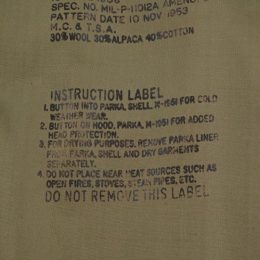 SPEC. NO. MIL-P-11012A
PATTERN DATE 10 NOV 1953
M.C. & T.S.A.
30% WOOL 30% ALPACA 40% COTTON
INSTRUCTION LABEL
1. BUTTON INTO PARKA, SHELL, M-1951 FOR COLD
WEATHER WEAR.
2. BUTTON ON HOOD, PARKA, M-1951 FOR ADDED
HEAD PROTECTION.
3. FOR DRYING PURPOSES, REMOVE PARKA LINER
FROM PARKA, SHELL AND DRY GARMENTS
SEPARATELY.
4. DO NOT PLACE NEAR HEAT SOURCES SUCH AS
OPEN FIRES, STOVES, STEAM PIPES, ETC.
DO NOT REMOVE THIS LABEL